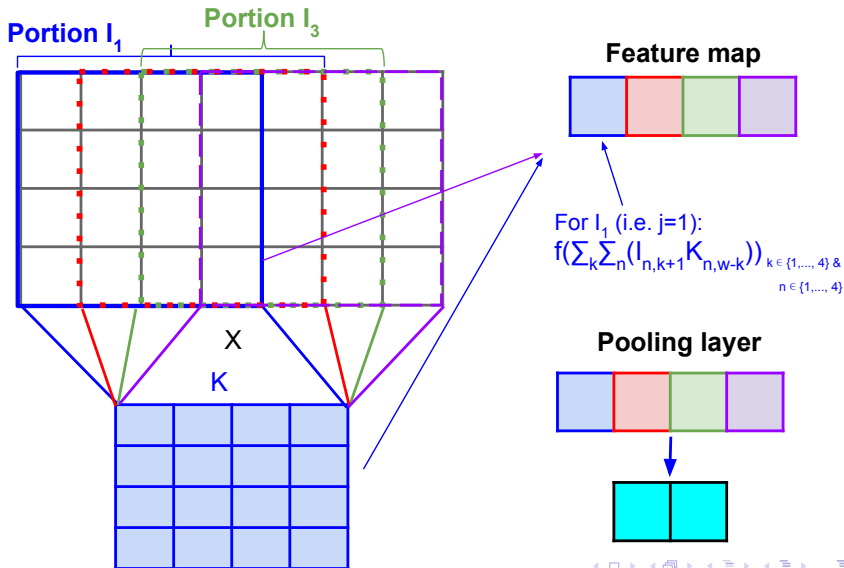 Portion I₁
Portion I₃
X
K
Feature map
For I₁ (i.e. j=1):
f(∑ₖ∑ₙ(Iₙ,ₖ₊₁Kₙ,w₋ₖ)) k ∈ {1,..., 4} &
n ∈ {1,..., 4}
Pooling layer